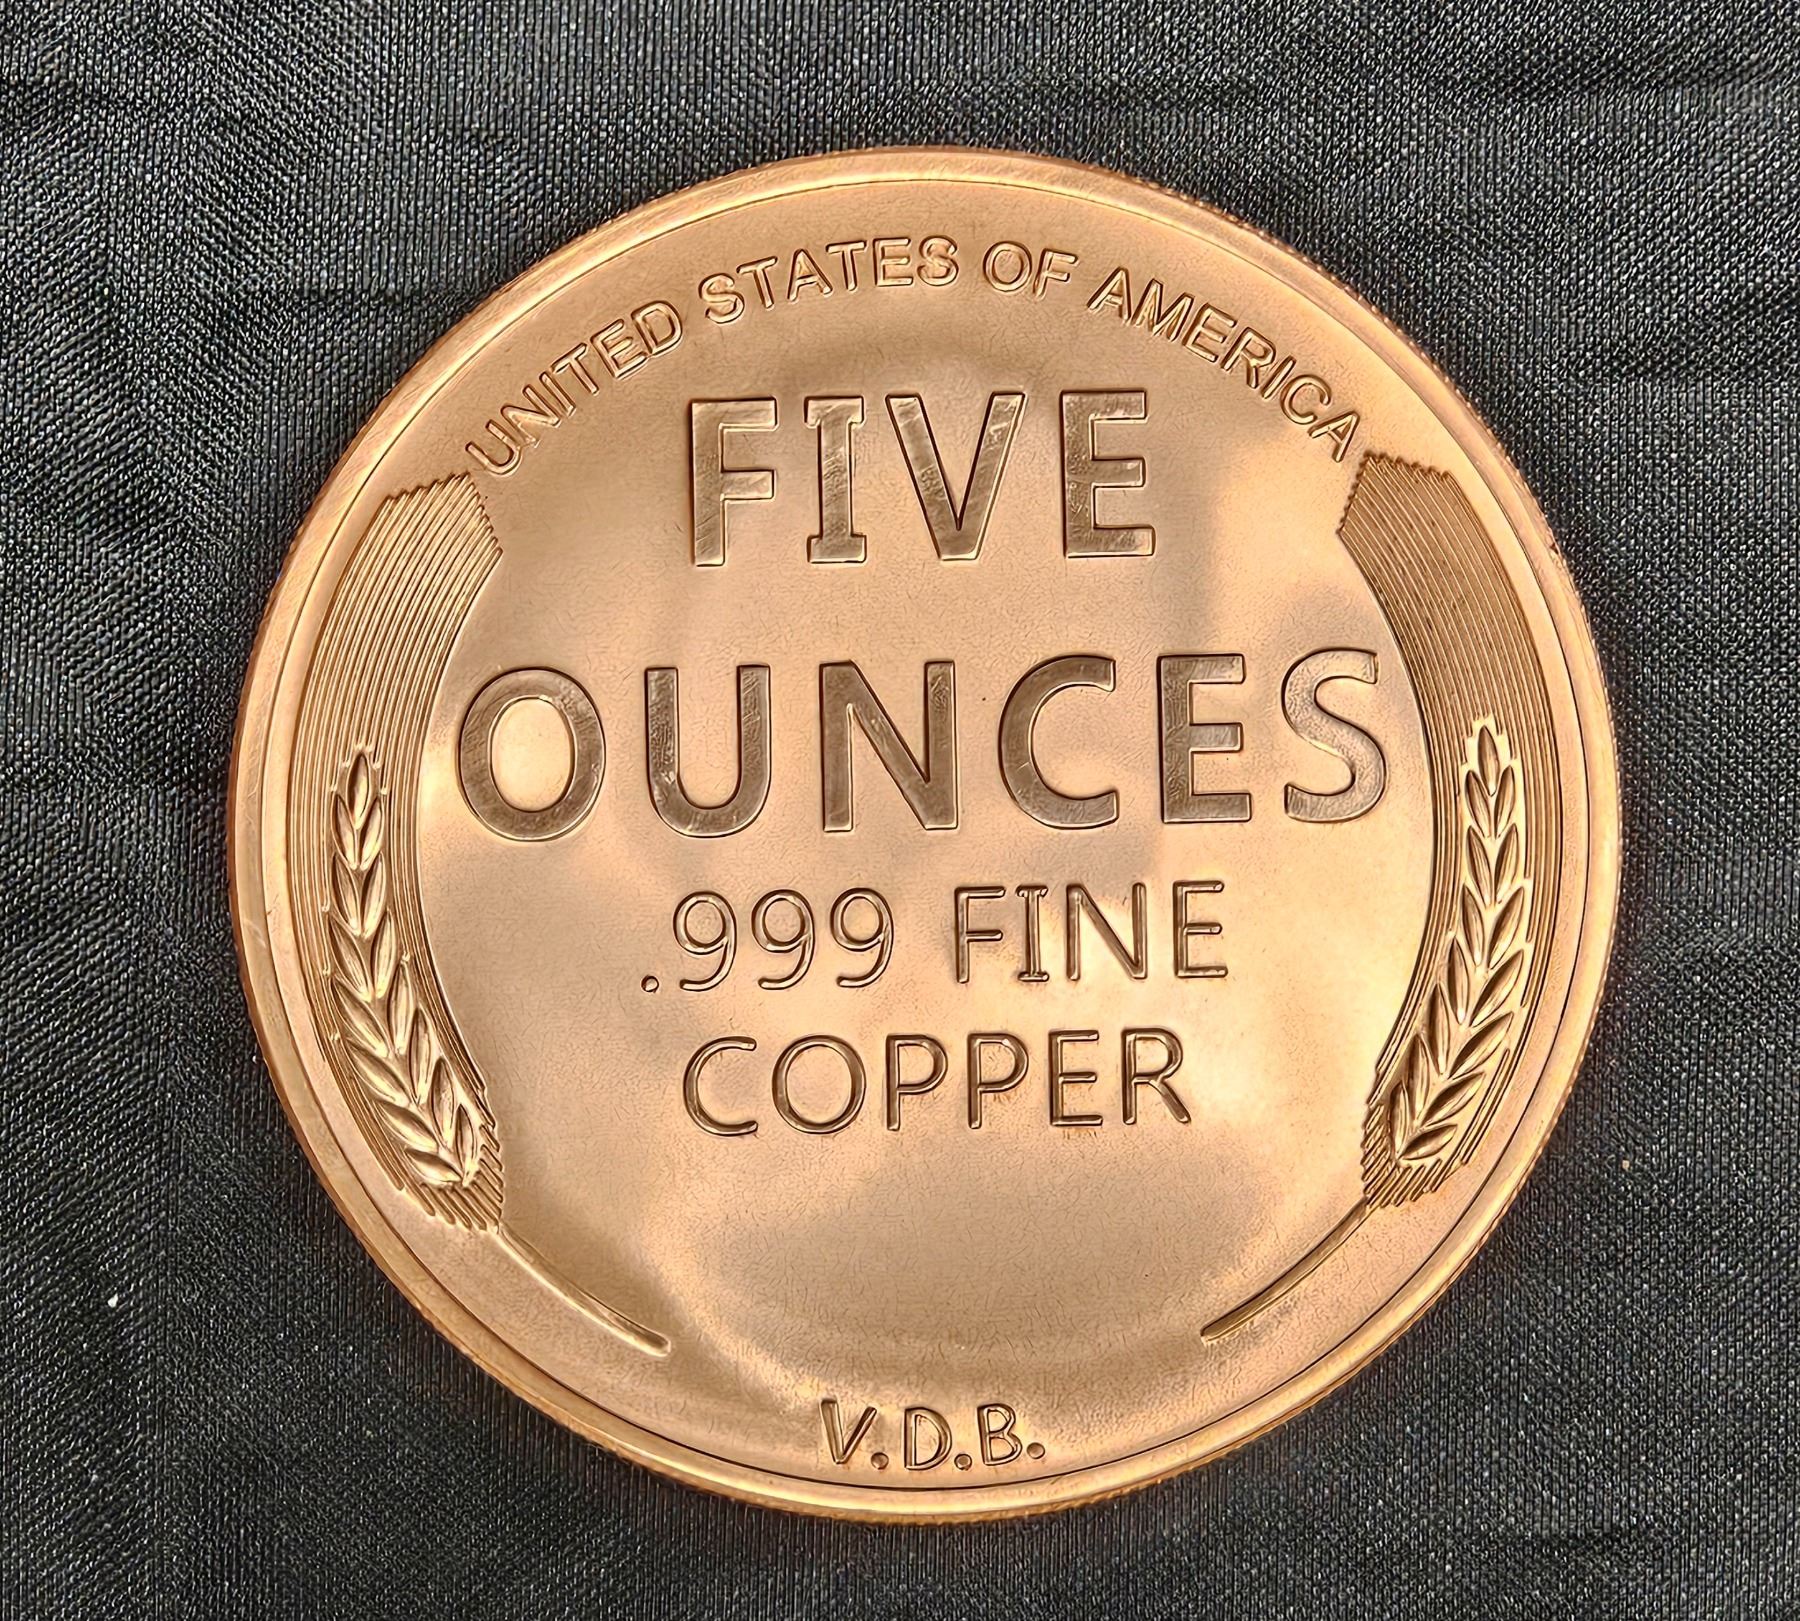 UNITED STATES OF AMERICA
FIVE
OUNCES
.999 FINE
COPPER
V.D.B.